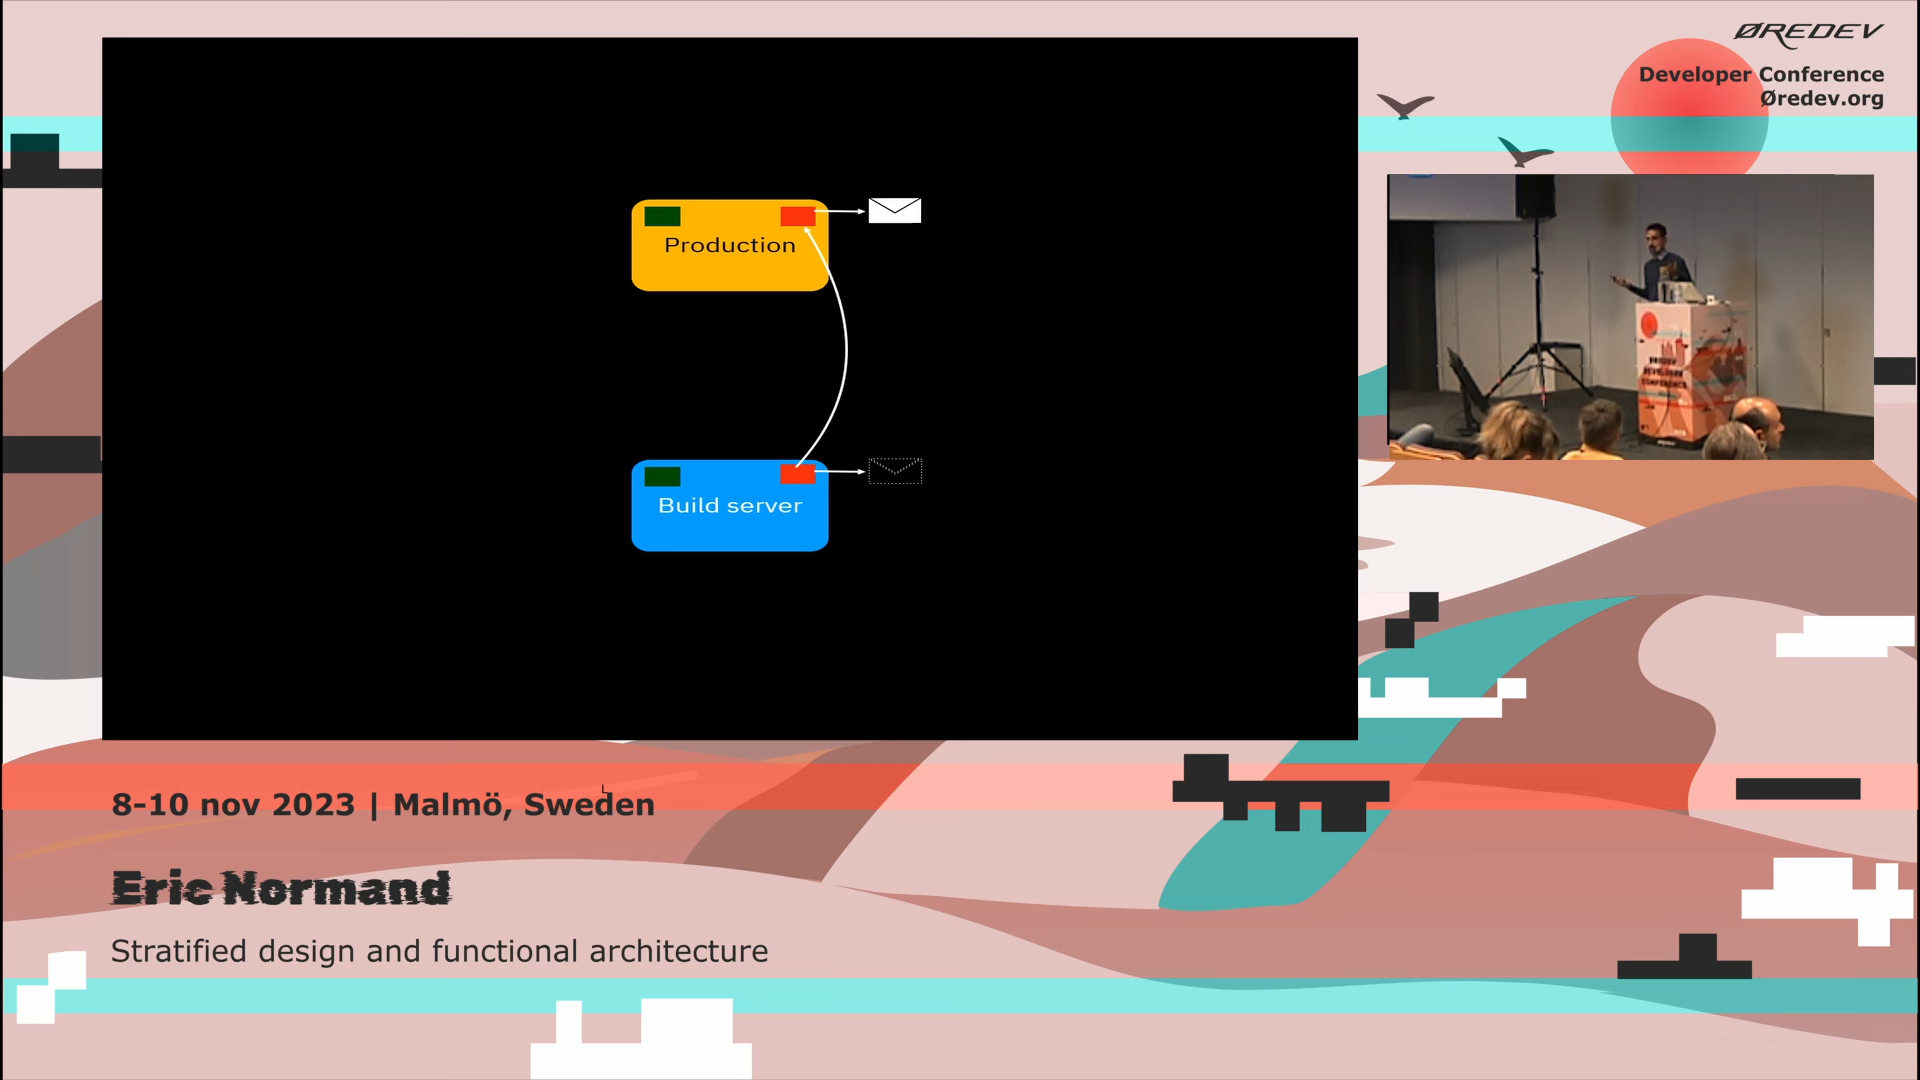 ØREDEV
Developer Conference
Øredev.org
Production
Build server
8-10 nov 2023 | Malmö, Sweden
Eric Normand
Stratified design and functional architecture